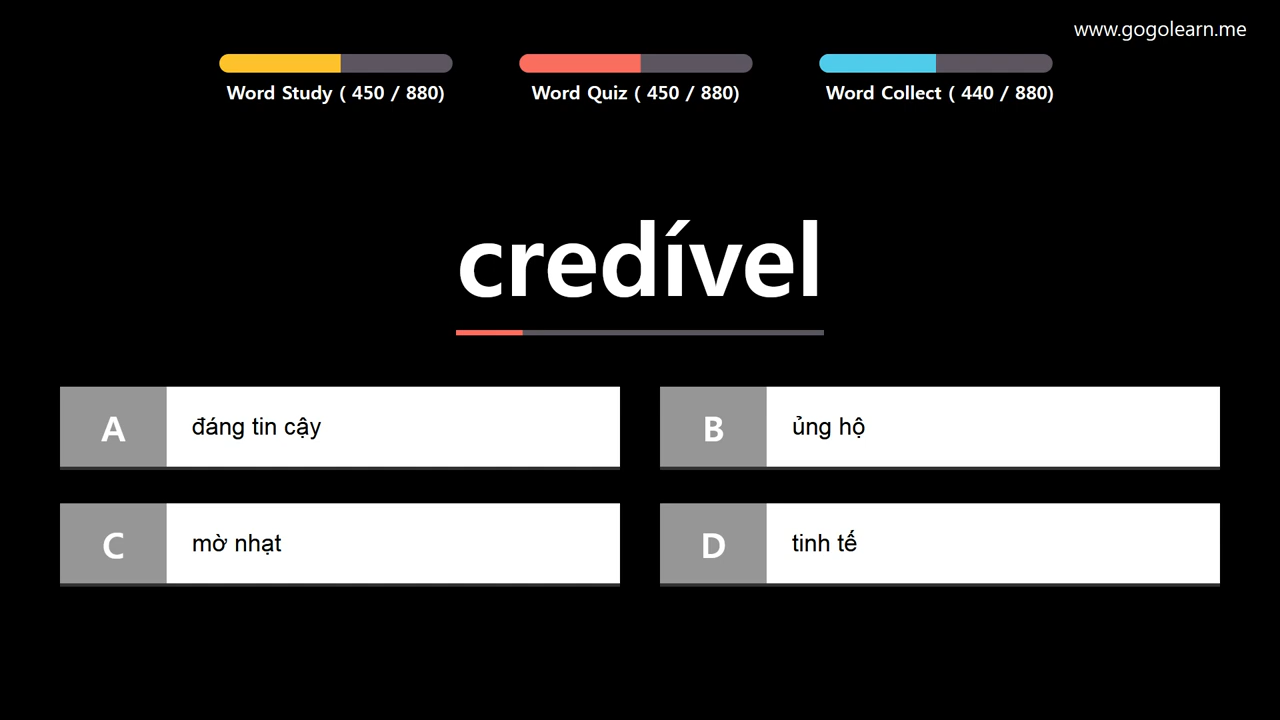 www.gogolearn.me
Word Study ( 450 / 880)
Word Quiz ( 450 / 880)
Word Collect ( 440 / 880)
credível
A đáng tin cậy
B ủng hộ
C mờ nhạt
D tinh tế